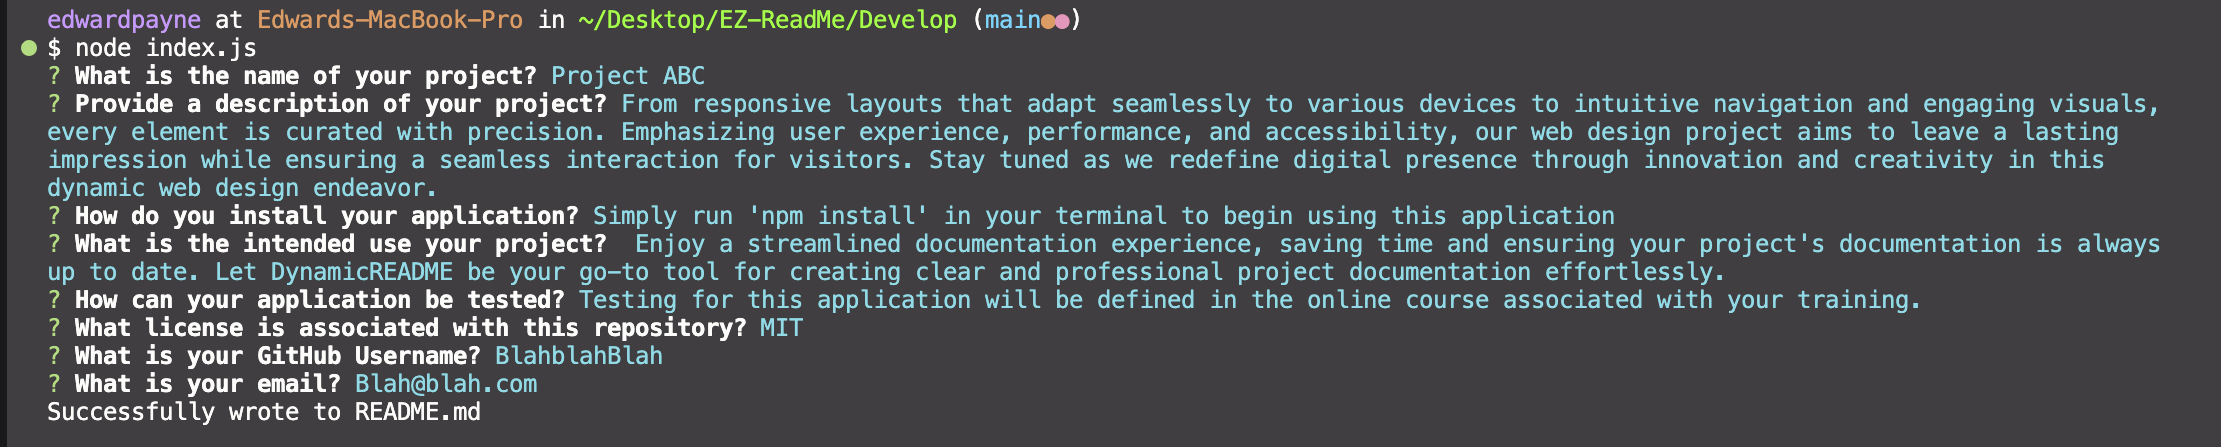 edwardpayne at Edwards-MacBook-Pro in ~/Desktop/EZ-ReadMe/Develop (main●●)
$ node index.js
? What is the name of your project? Project ABC
? Provide a description of your project? From responsive layouts that adapt seamlessly to various devices to intuitive navigation and engaging visuals,
every element is curated with precision. Emphasizing user experience, performance, and accessibility, our web design project aims to leave a lasting
impression while ensuring a seamless interaction for visitors. Stay tuned as we redefine digital presence through innovation and creativity in this
dynamic web design endeavor.
? How do you install your application? Simply run 'npm install' in your terminal to begin using this application
? What is the intended use your project?  Enjoy a streamlined documentation experience, saving time and ensuring your project's documentation is always
up to date. Let DynamicREADME be your go-to tool for creating clear and professional project documentation effortlessly.
? How can your application be tested? Testing for this application will be defined in the online course associated with your training.
? What license is associated with this repository? MIT
? What is your GitHub Username? BlahblahBlah
? What is your email? Blah@blah.com
Successfully wrote to README.md